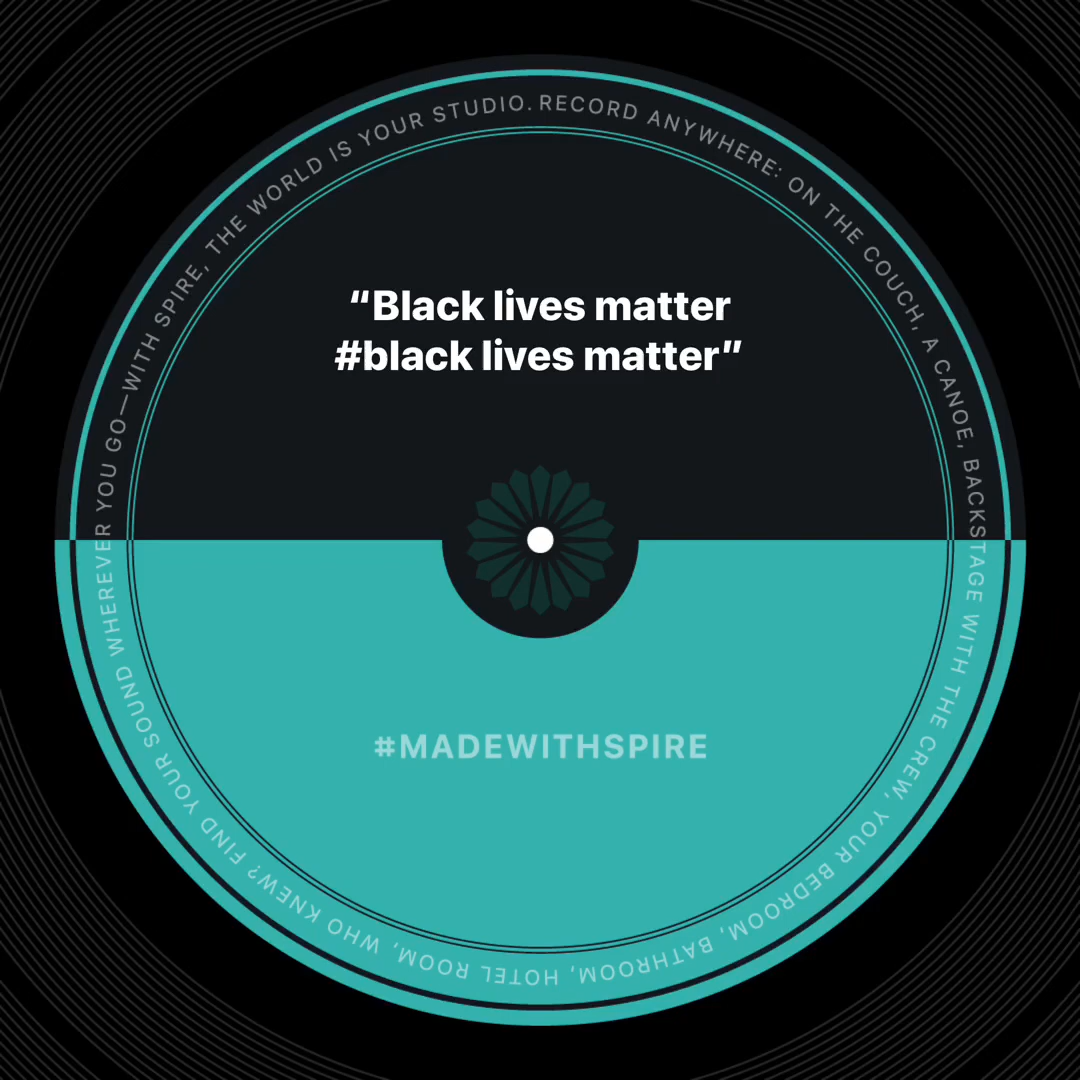 “Black lives matter
#black lives matter”
#MADEWITHSPIRE
RECORD ANYWHERE: ON THE COUCH, A CANOE, BACKSTAGE WITH THE CREW, YOUR BEDROOM, BATHROOM, HOTEL ROOM, WHO KNEW? FIND YOUR SOUND WHEREVER YOU GO—WITH SPIRE, THE WORLD IS YOUR STUDIO.